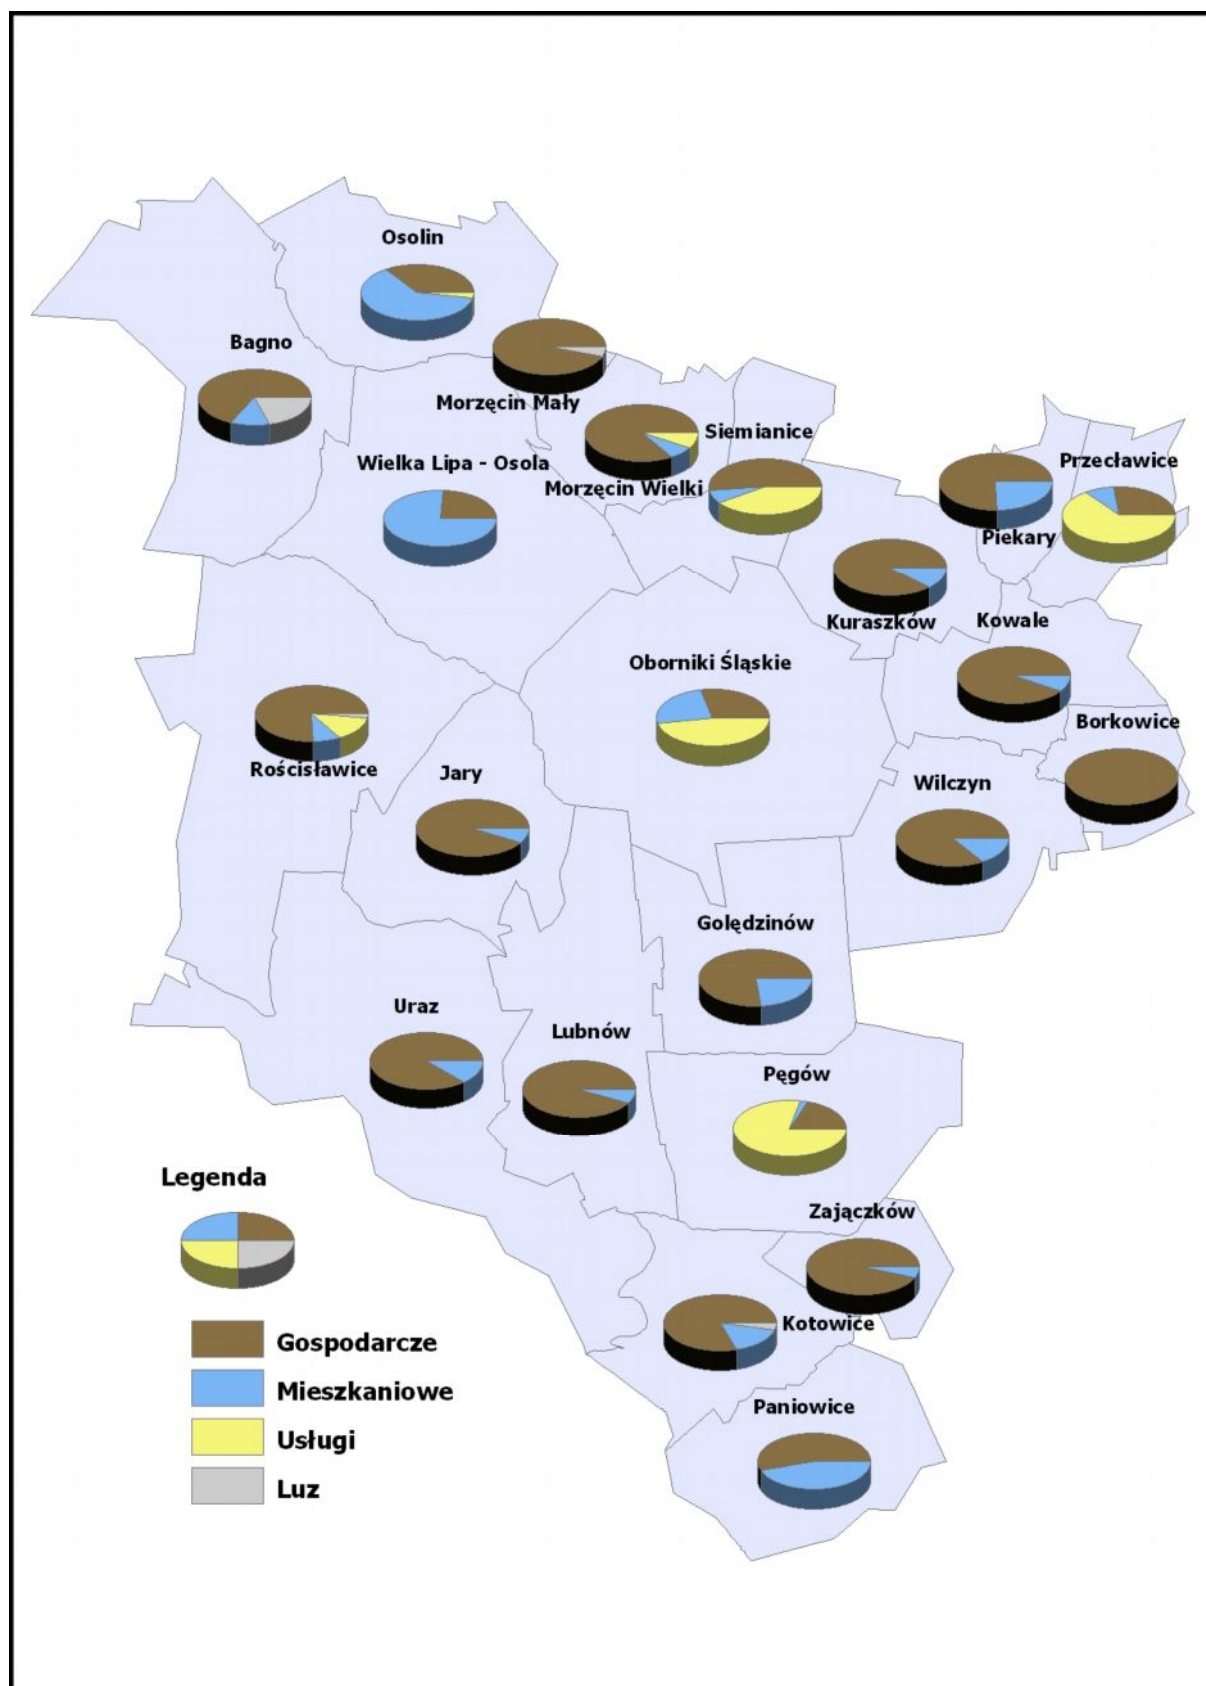 Osolin
Bagno
Morzęcin Mały
Siemianice
Przecławice
Wielka Lipa - Osola
Morzęcin Wielki
Piekary
Kuraszków
Kowale
Oborniki Śląskie
Borkowice
Rościsławice
Jary
Wilczyn
Golędzinów
Uraz
Lubnów
Pęgów
Legenda
Zajączków
Kotowice
Gospodarcze
Mieszkaniowe
Paniowice
Usługi
Luz